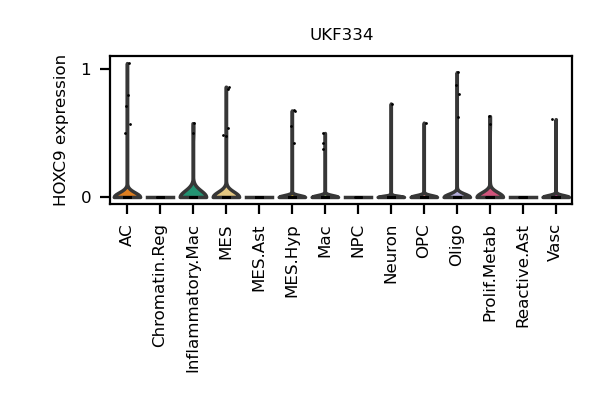 UKF334
HOXC9 expression
1
0
AC
Chromatin.Reg
Inflammatory.Mac
MES
MES.Ast
MES.Hyp
Mac
NPC
Neuron
OPC
Oligo
Prolif.Metab
Reactive.Ast
Vasc